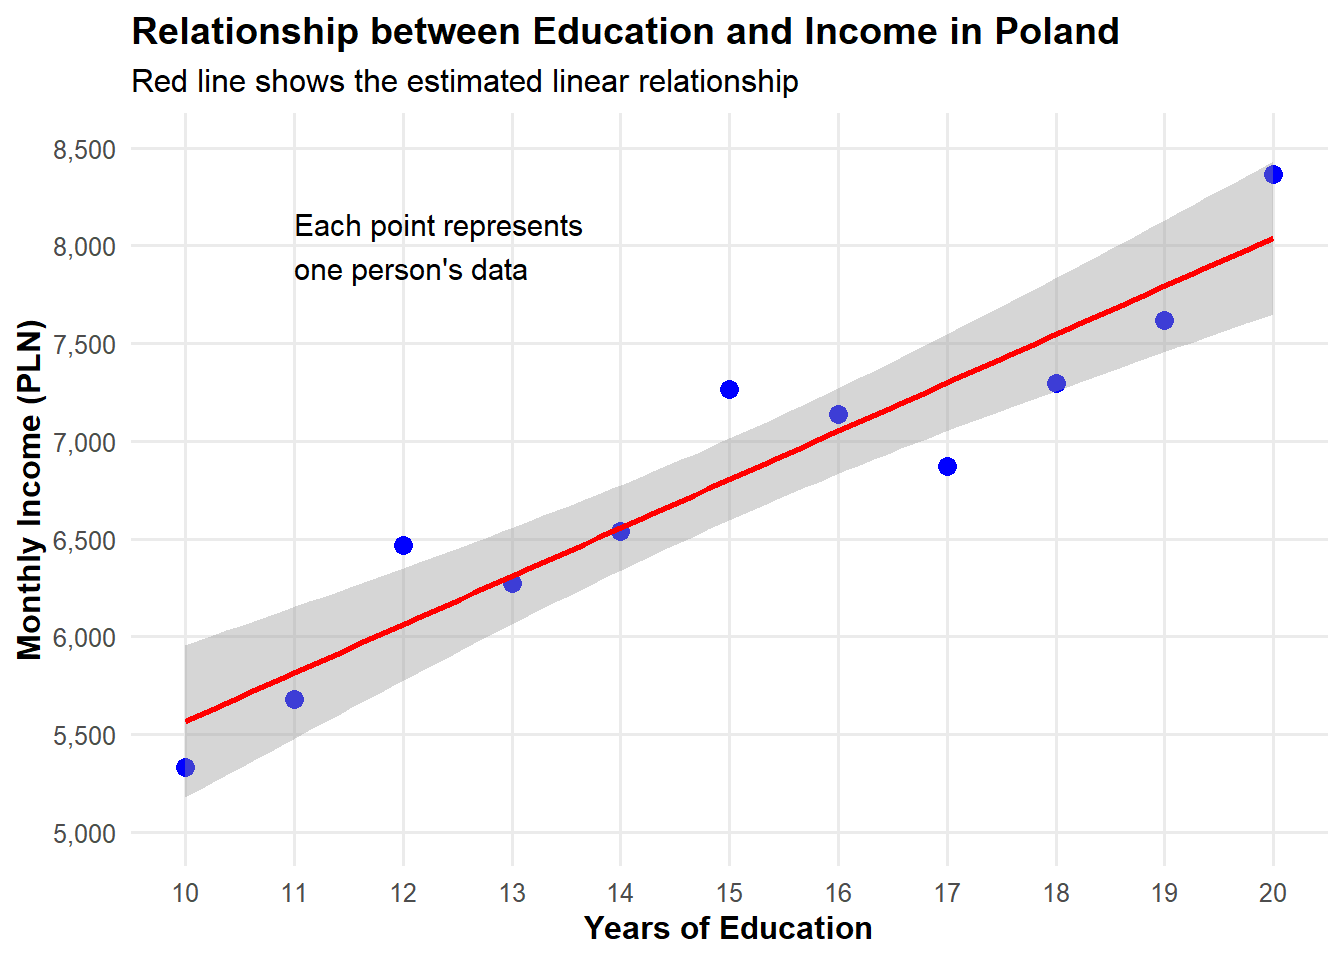 Relationship between Education and Income in Poland
Red line shows the estimated linear relationship
8,500
8,000
7,500
7,000
6,500
6,000
5,500
5,000
Monthly Income (PLN)
Each point represents
one person's data
10 11 12 13 14 15 16 17 18 19 20
Years of Education